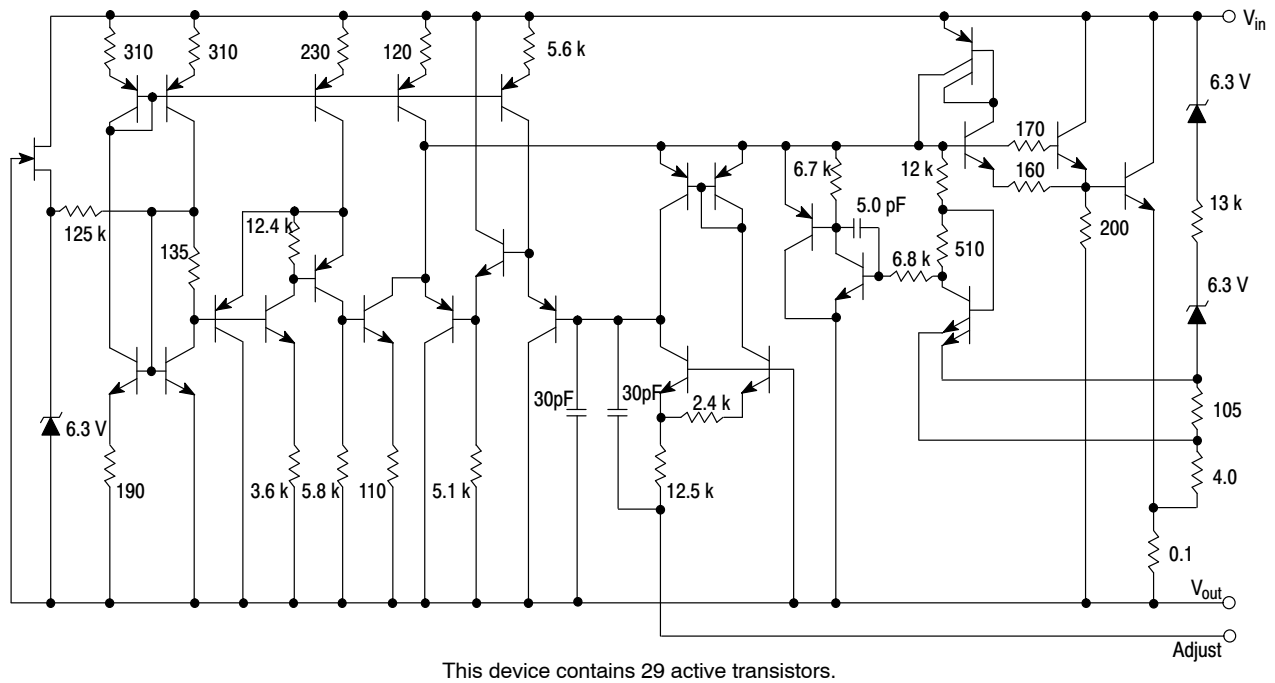 V_in
310
310
230
120
5.6 k
6.3 V
170
6.7 k
12 k
160
5.0 pF
13 k
125 k
12.4 k
200
135
6.8 k
510
6.3 V
30pF
30pF
2.4 k
105
6.3 V
190
3.6 k
5.8 k
110
5.1 k
12.5 k
4.0
0.1
V_out
Adjust
This device contains 29 active transistors.